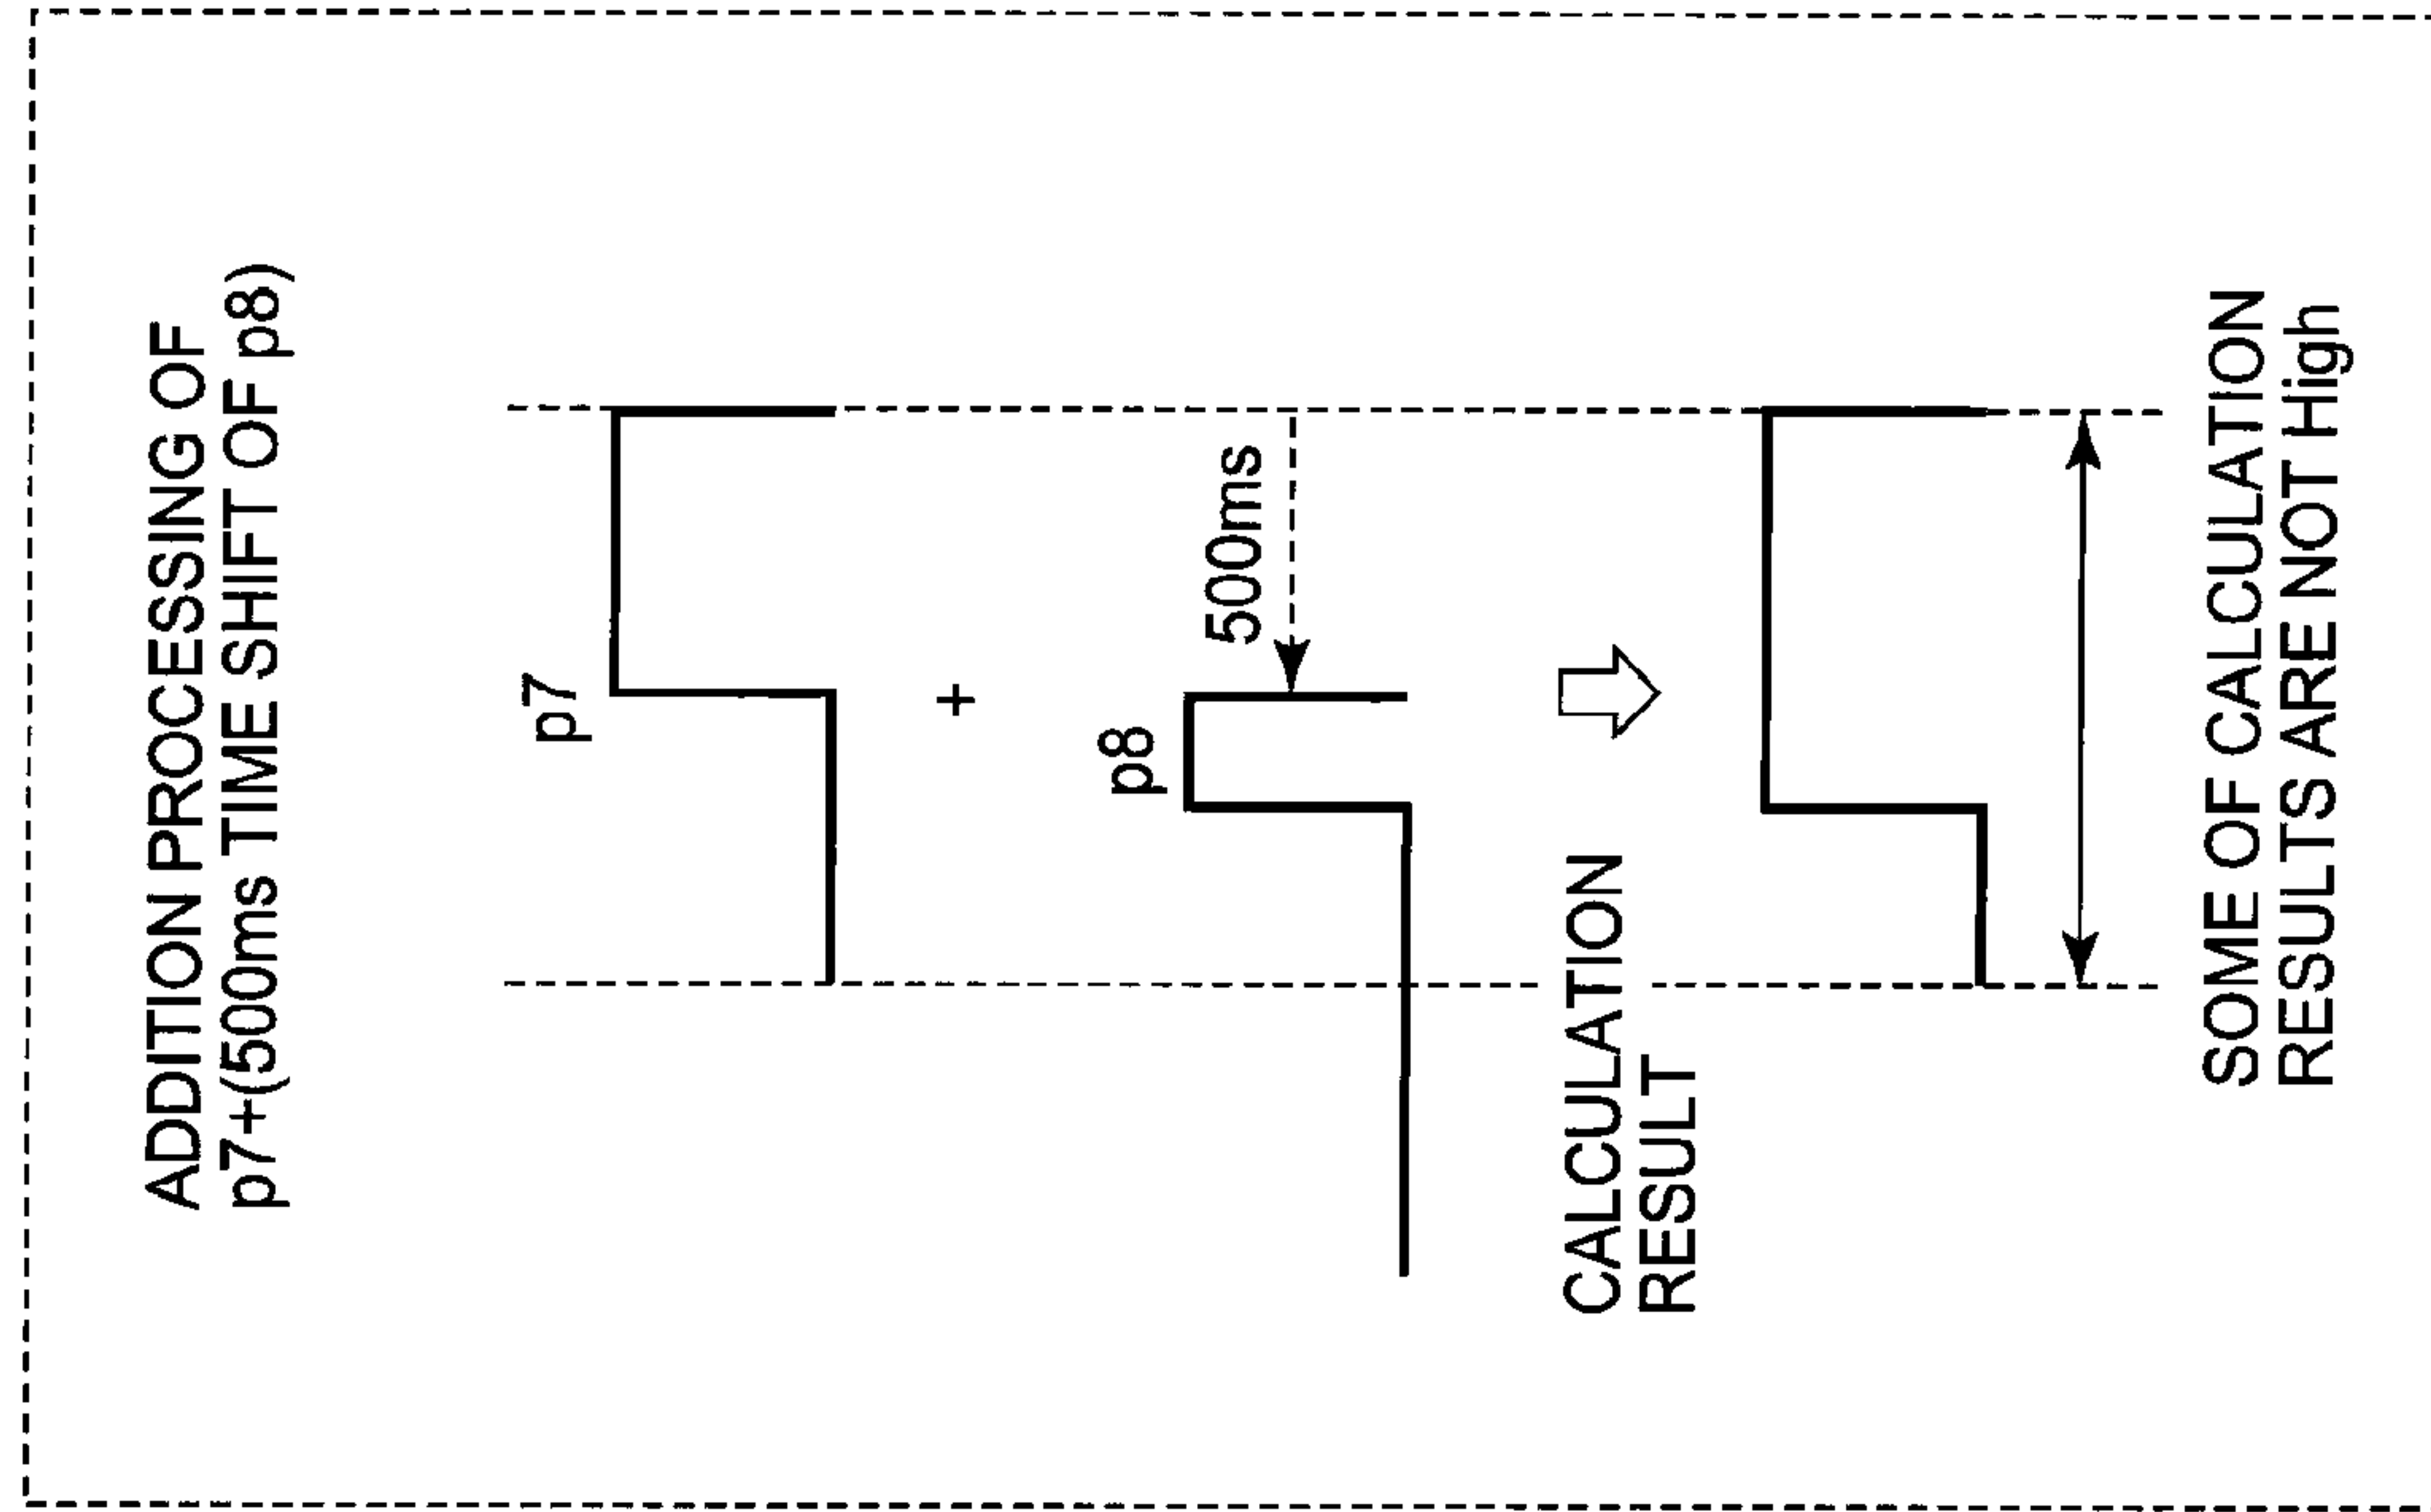 ADDITION PROCESSING OF
p7+(500ms TIME SHIFT OF p8)
p7
+
p8
500ms
CALCULATION
RESULT
SOME OF CALCULATION
RESULTS ARE NOT High